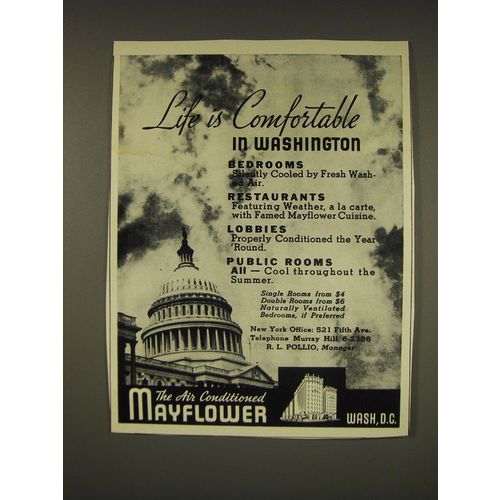 Life is Comfortable
IN WASHINGTON
BEDROOMS
Silently Cooled by Fresh Wash-
ed Air.
RESTAURANTS
Featuring Weather, a la carte,
with Famed Mayflower Cuisine.
LOBBIES
Properly Conditioned the Year
'Round.
PUBLIC ROOMS
All — Cool throughout the
Summer.
Single Rooms from $4
Double Rooms from $6
Naturally Ventilated
Bedrooms, if Preferred
New York Office: 521 Fifth Ave.
Telephone Murray Hill 6-2386
R. L. POLLIO, Manager
The Air Conditioned
MAYFLOWER
WASH, D.C.